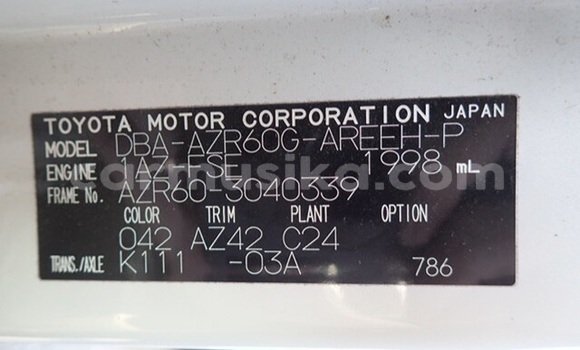 TOYOTA MOTOR CORPORATION JAPAN
MODEL DBA-AZR60G-AREEH-P
ENGINE 1AZ-FSE 1998 mL
FRAME No. AZR60-3040339
COLOR TRIM PLANT OPTION
042 AZ42 C24
TRANS./AXLE K111 -03A 786